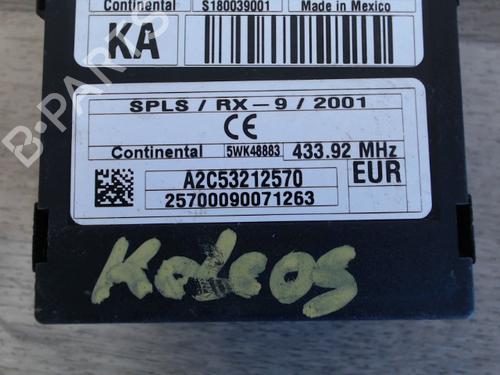 Continental S180039001 Made in Mexico
KA
SPLS / RX-9 / 2001
CE
Continental 5WK48883 433.92 MHz
A2C53212570 EUR
25700090071263
Koleos
B-PARTS